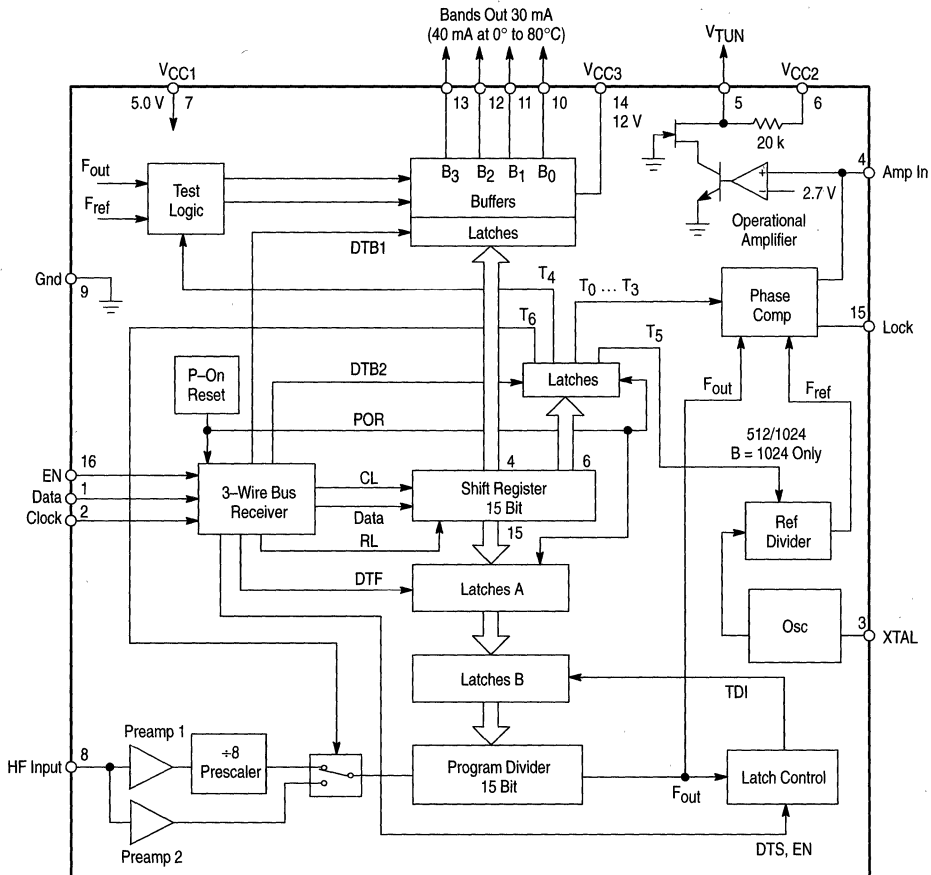 Bands Out 30 mA
(40 mA at 0° to 80°C)
VTUN
VCC1
VCC3
VCC2
5.0 V
7
13
12
11
10
14
12 V
5
6
20 k
4
Amp In
+
–
2.7 V
Operational
Amplifier
Fout
Fref
Test
Logic
B3
B2
B1
B0
Buffers
Latches
DTB1
Gnd
9
T4
T0 ... T3
T6
T5
Phase
Comp
15
Lock
P–On
Reset
DTB2
Latches
POR
Fout
Fref
512/1024
B = 1024 Only
EN
16
Data
1
Clock
2
3–Wire Bus
Receiver
CL
Data
RL
4
6
Shift Register
15 Bit
15
Ref
Divider
DTF
Latches A
Osc
3
XTAL
Latches B
TDI
Preamp 1
÷8
Prescaler
HF Input
8
Program Divider
15 Bit
Fout
Latch Control
Preamp 2
DTS, EN